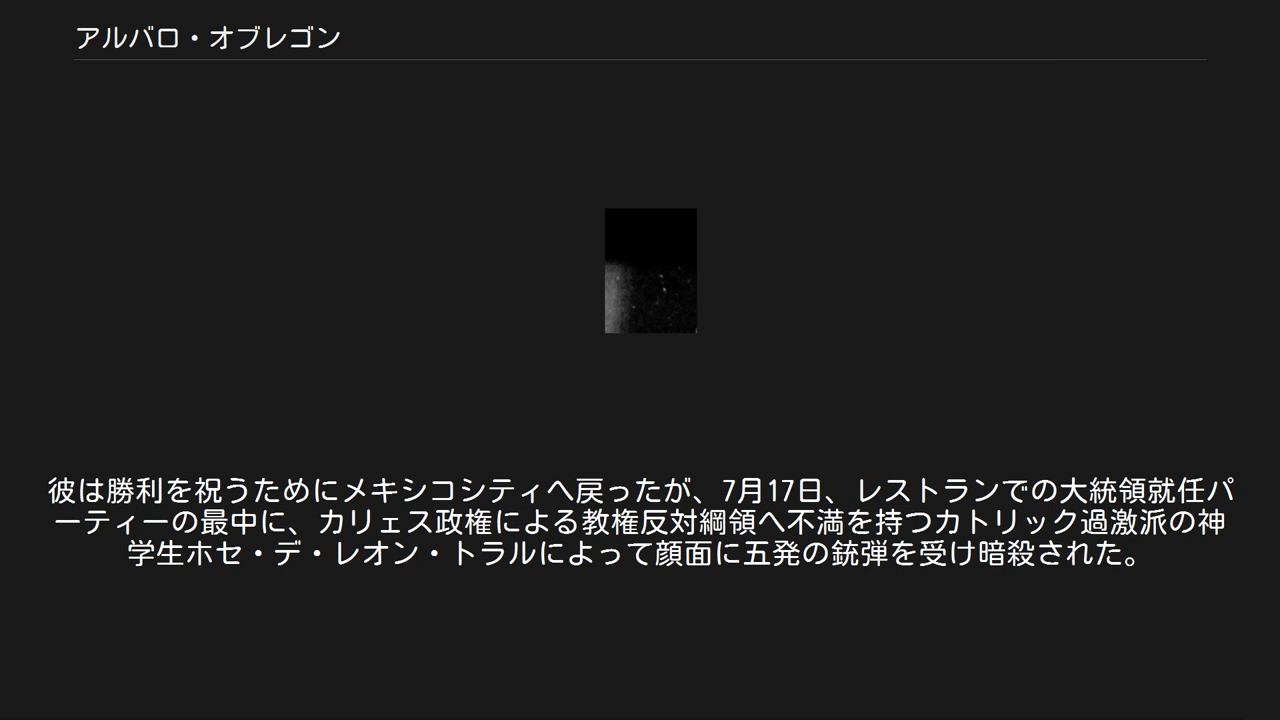 アルバロ・オブレゴン
彼は勝利を祝うためにメキシコシティへ戻ったが、7月17日、レストランでの大統領就任パ
ーティーの最中に、カリェス政権による教権反対綱領へ不満を持つカトリック過激派の神
学生ホセ・デ・レオン・トラルによって顔面に五発の銃弾を受け暗殺された。